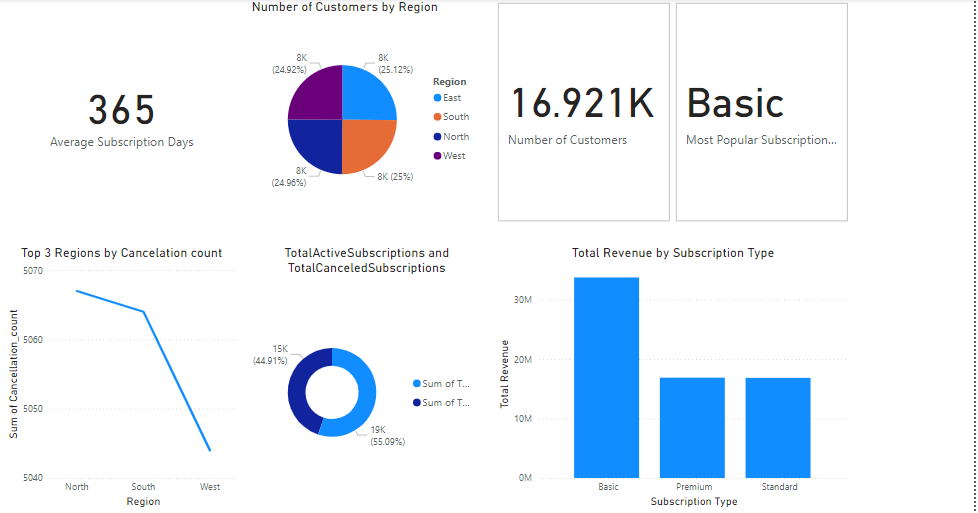 Number of Customers by Region
365
Average Subscription Days
8K
(24.92%)
8K
(25.12%)
8K
(24.96%)
8K (25%)
Region
East
South
North
West
16.921K
Number of Customers
Basic
Most Popular Subscription...
Top 3 Regions by Cancelation count
Sum of Cancellation_count
5070
5060
5050
5040
North
South
West
Region
TotalActiveSubscriptions and
TotalCanceledSubscriptions
15K
(44.91%)
19K
(55.09%)
Sum of T...
Sum of T...
Total Revenue by Subscription Type
Total Revenue
30M
20M
10M
0M
Basic
Premium
Standard
Subscription Type